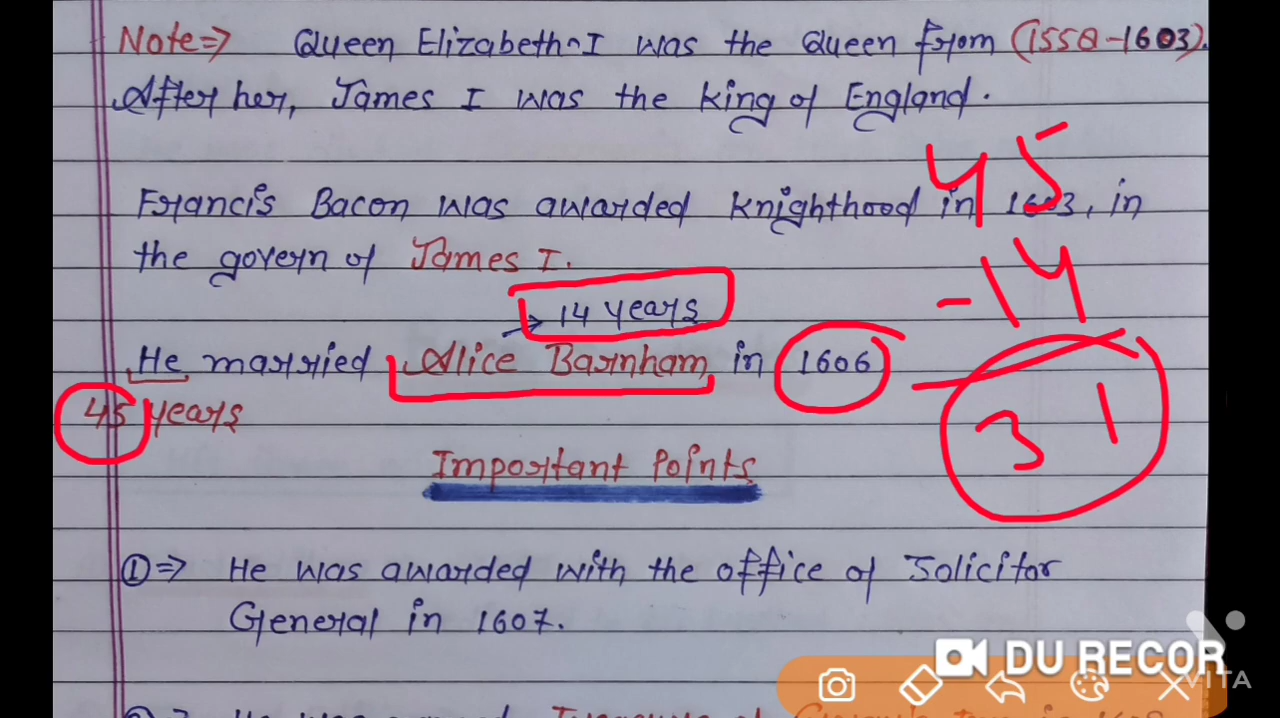 Note⇒ Queen Elizabeth-I was the Queen from (1558-1603).
After her, James I was the king of England.
Francis Bacon was awarded knighthood in 1603, in
the govern of James I.
→ 14 years
He married Alice Barnham in 1606
45 years
45
-14
31
Important Points
①⇒ He was awarded with the office of Solicitor
General in 1607.
DU RECOR
VITA